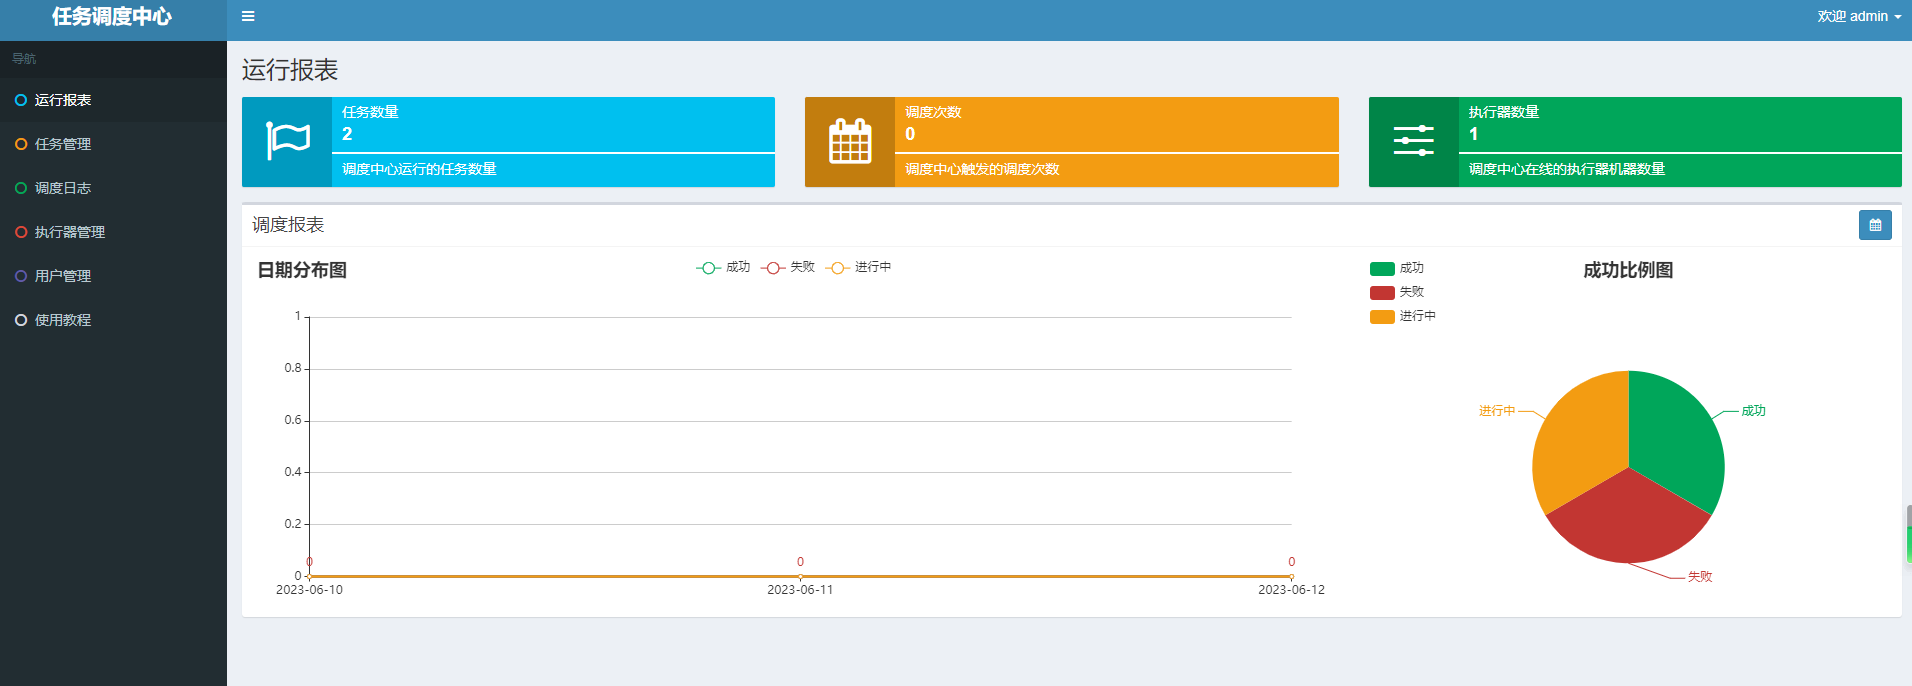 任务调度中心
欢迎 admin
导航
运行报表
任务管理
调度日志
执行器管理
用户管理
使用教程
运行报表
任务数量
2
调度中心运行的任务数量
调度次数
0
调度中心触发的调度次数
执行器数量
1
调度中心在线的执行器机器数量
调度报表
日期分布图
成功 失败 进行中
1
0.8
0.6
0.4
0.2
0
0 0 0
2023-06-10 2023-06-11 2023-06-12
成功
失败
进行中
成功比例图
进行中
成功
失败